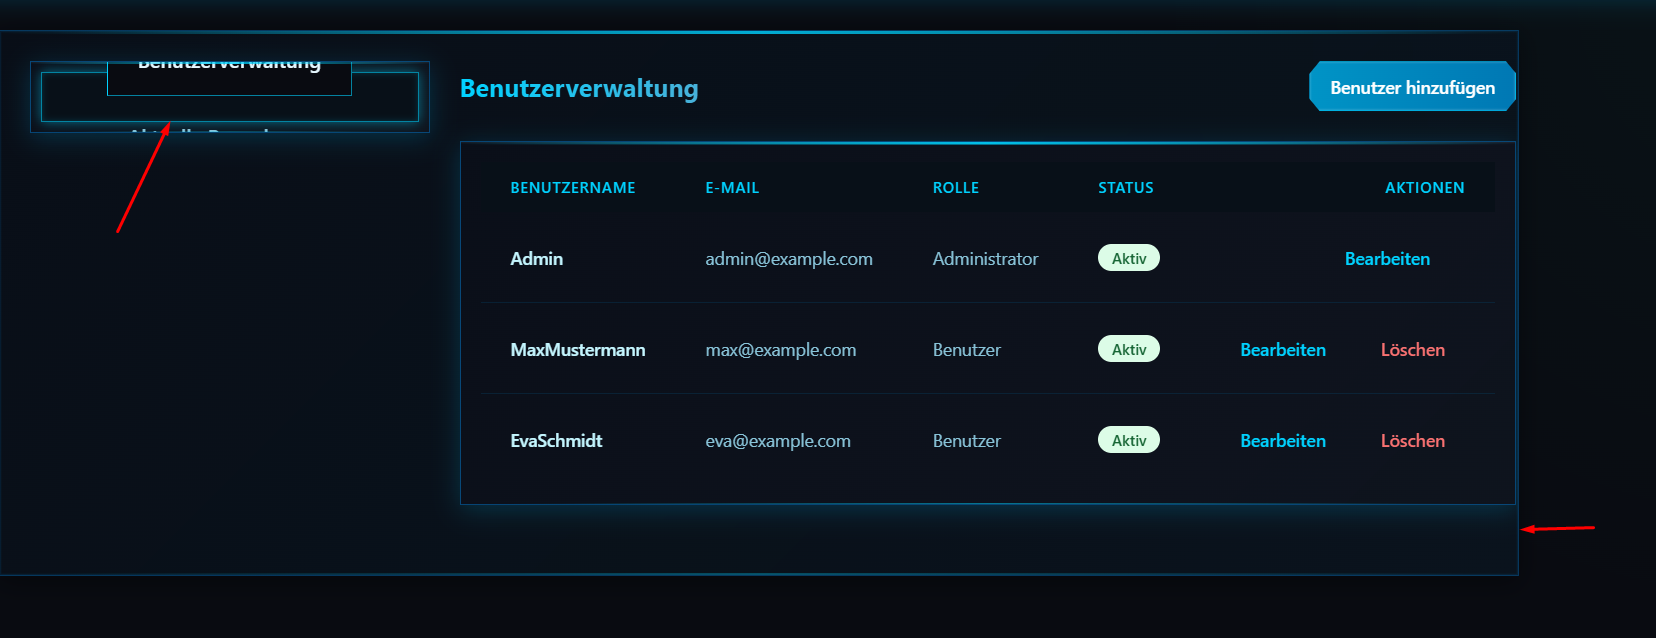 Benutzerverwaltung
Benutzerverwaltung
Benutzer hinzufügen
BENUTZERNAME E-MAIL ROLLE STATUS AKTIONEN
Admin admin@example.com Administrator Aktiv Bearbeiten
MaxMustermann max@example.com Benutzer Aktiv Bearbeiten Löschen
EvaSchmidt eva@example.com Benutzer Aktiv Bearbeiten Löschen